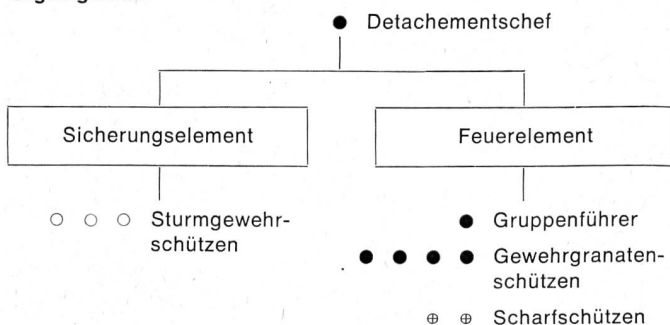 Detachementschef
Sicherungselement
Feuerelement
Sturmgewehr-
schützen
Gruppenführer
Gewehrgranaten-
schützen
Scharfschützen